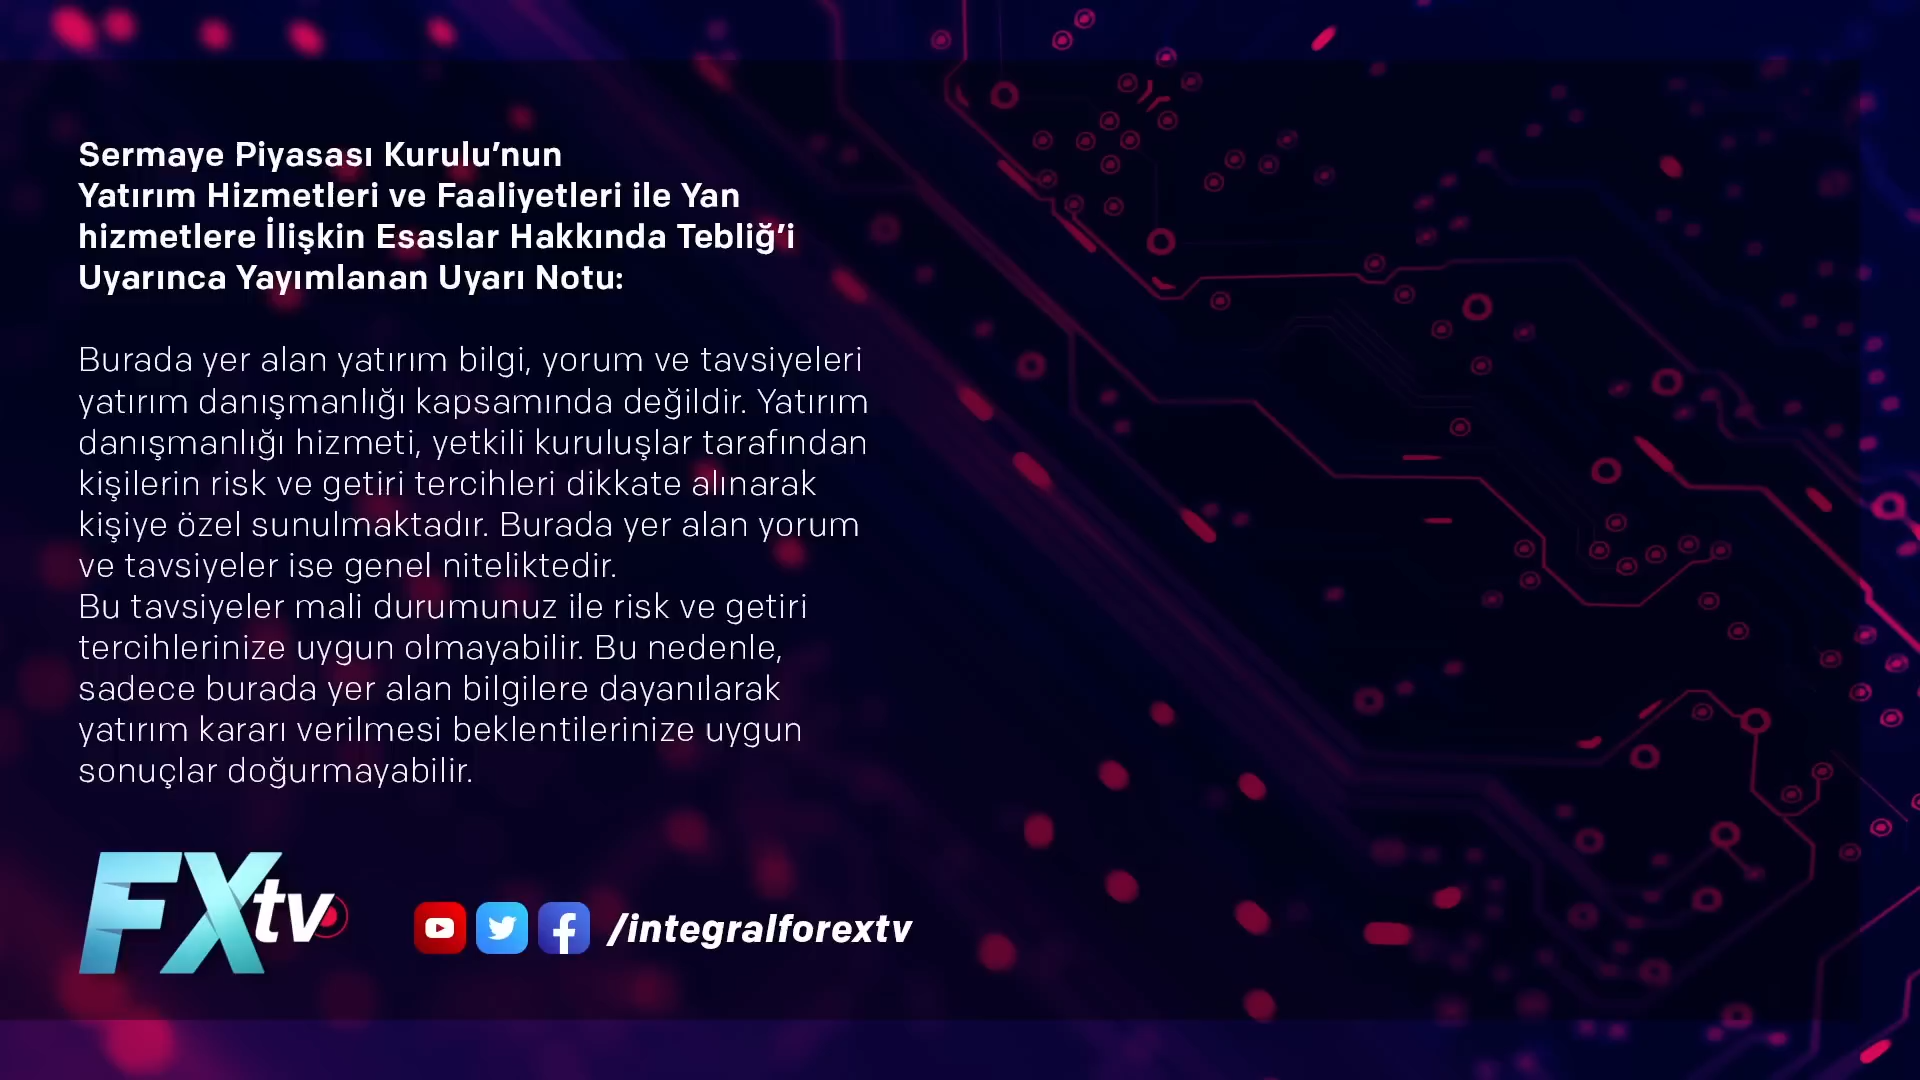 Sermaye Piyasası Kurulu’nun
Yatırım Hizmetleri ve Faaliyetleri ile Yan
hizmetlere İlişkin Esaslar Hakkında Tebliğ’i
Uyarınca Yayımlanan Uyarı Notu:
Burada yer alan yatırım bilgi, yorum ve tavsiyeleri
yatırım danışmanlığı kapsamında değildir. Yatırım
danışmanlığı hizmeti, yetkili kuruluşlar tarafından
kişilerin risk ve getiri tercihleri dikkate alınarak
kişiye özel sunulmaktadır. Burada yer alan yorum
ve tavsiyeler ise genel niteliktedir.
Bu tavsiyeler mali durumunuz ile risk ve getiri
tercihlerinize uygun olmayabilir. Bu nedenle,
sadece burada yer alan bilgilere dayanılarak
yatırım kararı verilmesi beklentilerinize uygun
sonuçlar doğurmayabilir.
FXtv
/integralforextv